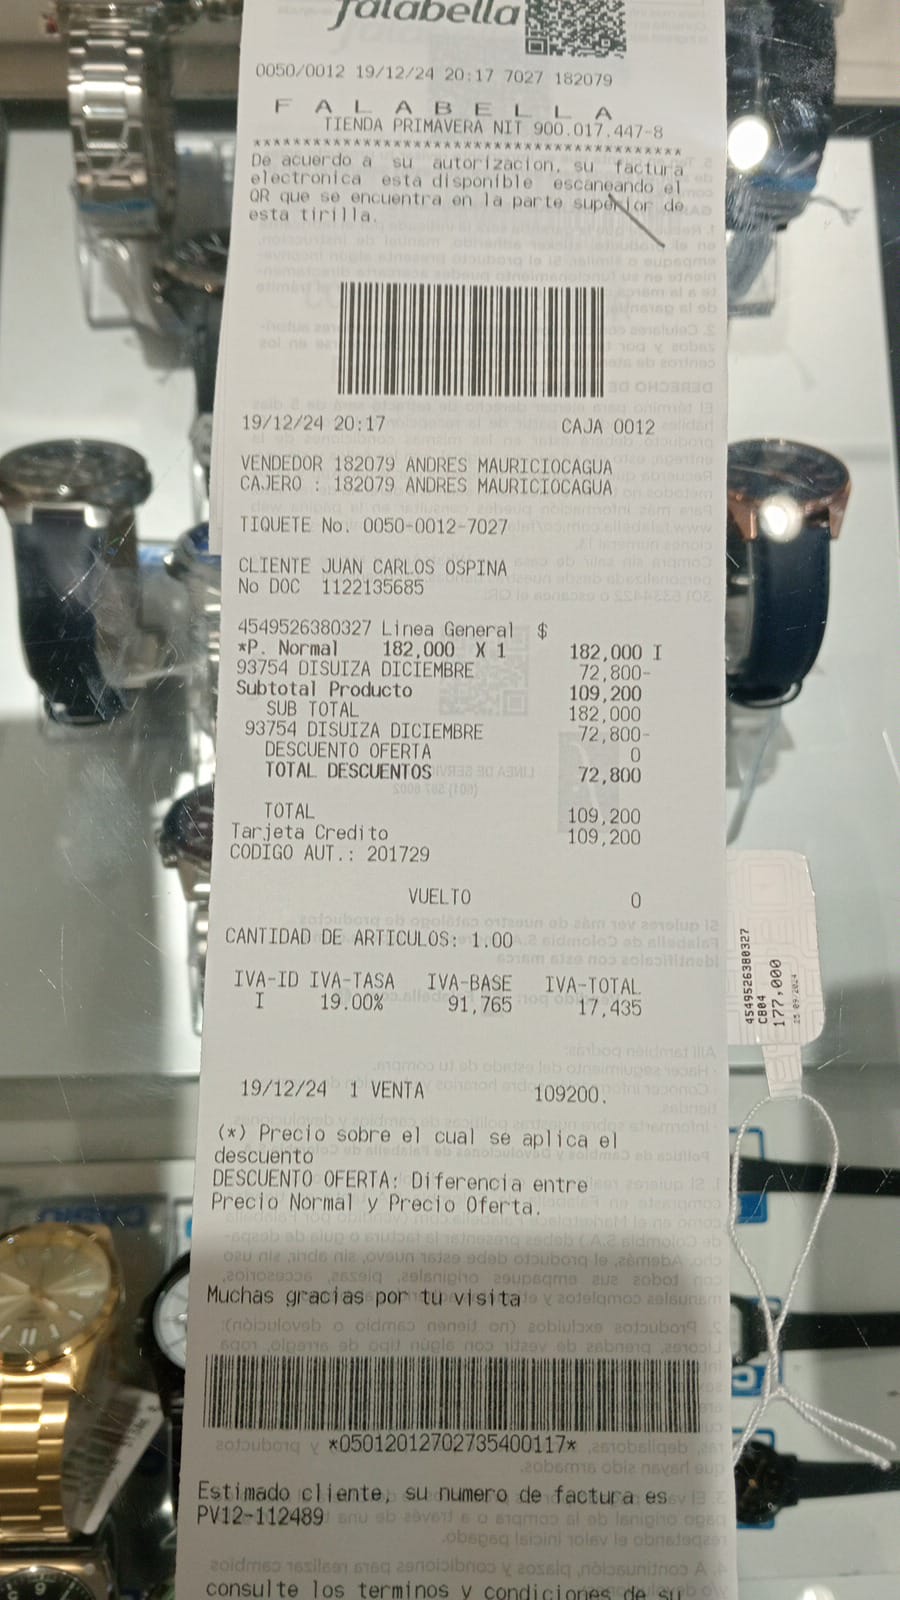 falabella
0050/0012 19/12/24 20:17 7027 182079
F A L A B E L L A
TIENDA PRIMAVERA NIT 900.017.447-8
De acuerdo a su autorizacion, su factura
electronica esta disponible escaneando el
QR que se encuentra en la parte superior de
esta tirilla.
19/12/24 20:17 CAJA 0012
VENDEDOR 182079 ANDRES MAURICIOCAGUA
CAJERO : 182079 ANDRES MAURICIOCAGUA
TIQUETE No. 0050-0012-7027
CLIENTE JUAN CARLOS OSPINA
No DOC 1122135685
4549526380327 Linea General $
*P. Normal 182,000 X 1 182,000 I
93754 DISUIZA DICIEMBRE 72,800-
Subtotal Producto 109,200
SUB TOTAL 182,000
93754 DISUIZA DICIEMBRE 72,800-
DESCUENTO OFERTA 0
TOTAL DESCUENTOS 72,800
TOTAL 109,200
Tarjeta Credito 109,200
CODIGO AUT.: 201729
VUELTO 0
CANTIDAD DE ARTICULOS: 1.00
IVA-ID IVA-TASA IVA-BASE IVA-TOTAL
I 19.00% 91,765 17,435
19/12/24 1 VENTA 109200.
(*) Precio sobre el cual se aplica el
descuento
DESCUENTO OFERTA: Diferencia entre
Precio Normal y Precio Oferta.
Muchas gracias por tu visita
*05012012702735400117*
Estimado cliente, su numero de factura es
PV12-112489
consulte los terminos y condiciones de su
4549526380327
CB04
177,000